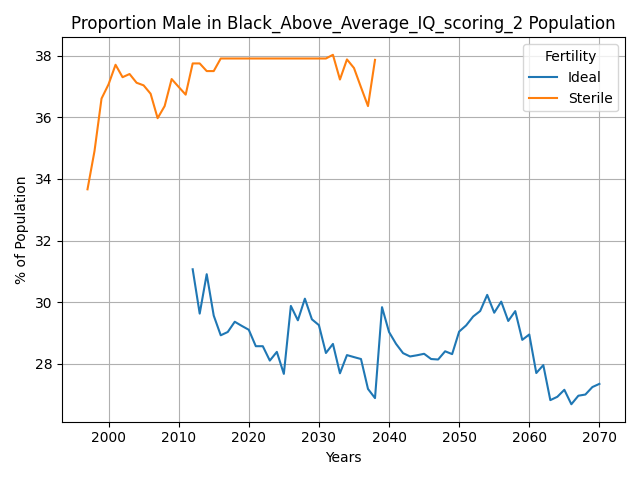 Proportion Male in Black_Above_Average_IQ_scoring_2 Population
Fertility
Ideal
Sterile
% of Population
38
36
34
32
30
28
2000 2010 2020 2030 2040 2050 2060 2070
Years